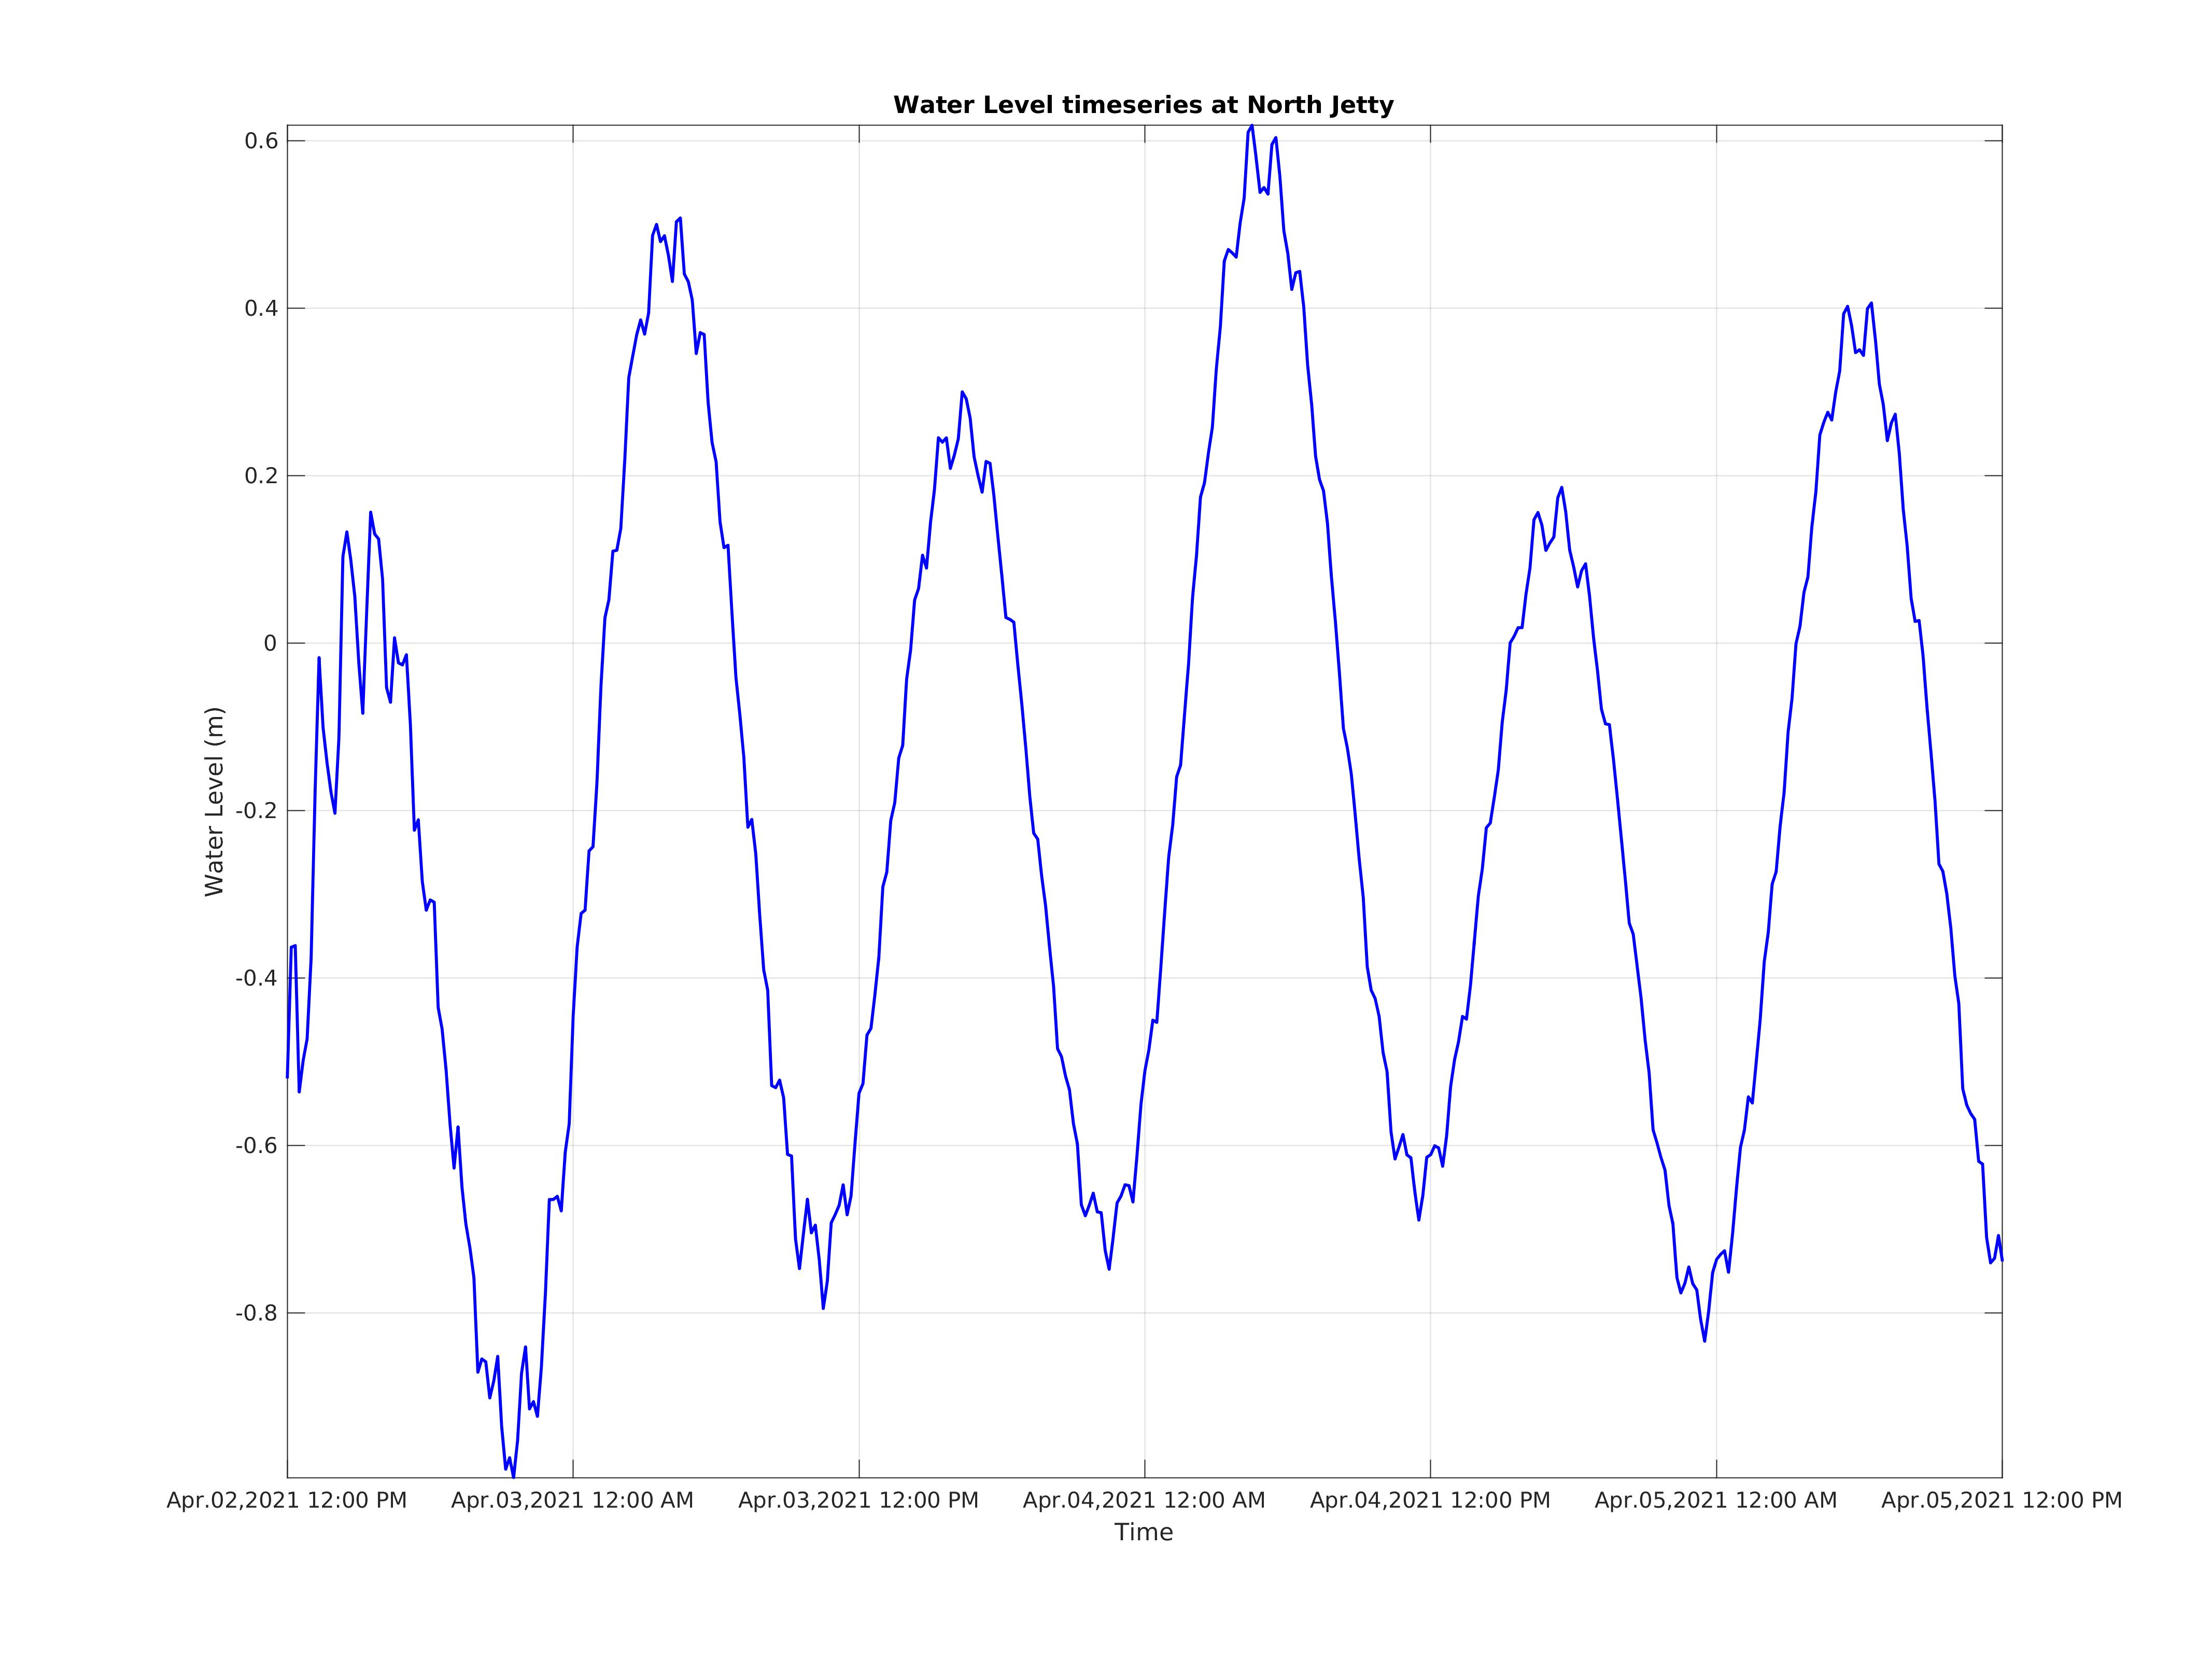 Water Level timeseries at North Jetty
0.6
0.4
0.2
0
-0.2
-0.4
-0.6
-0.8
Water Level (m)
Apr.02,2021 12:00 PM Apr.03,2021 12:00 AM Apr.03,2021 12:00 PM Apr.04,2021 12:00 AM Apr.04,2021 12:00 PM Apr.05,2021 12:00 AM Apr.05,2021 12:00 PM
Time